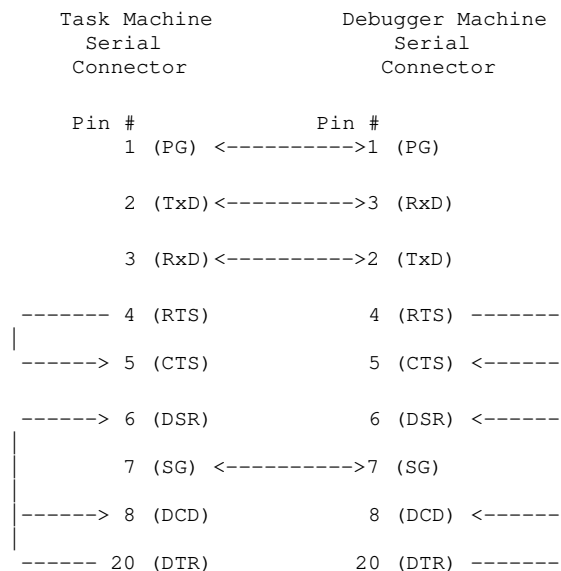 Task Machine Debugger Machine
Serial Serial
Connector Connector
Pin # Pin #
1 (PG) <---------->1 (PG)
2 (TxD)<---------->3 (RxD)
3 (RxD)<---------->2 (TxD)
------- 4 (RTS) 4 (RTS) -------
|
------> 5 (CTS) 5 (CTS) <------
------> 6 (DSR) 6 (DSR) <------
|
| 7 (SG) <---------->7 (SG)
|
|------> 8 (DCD) 8 (DCD) <------
|
------ 20 (DTR) 20 (DTR) -------